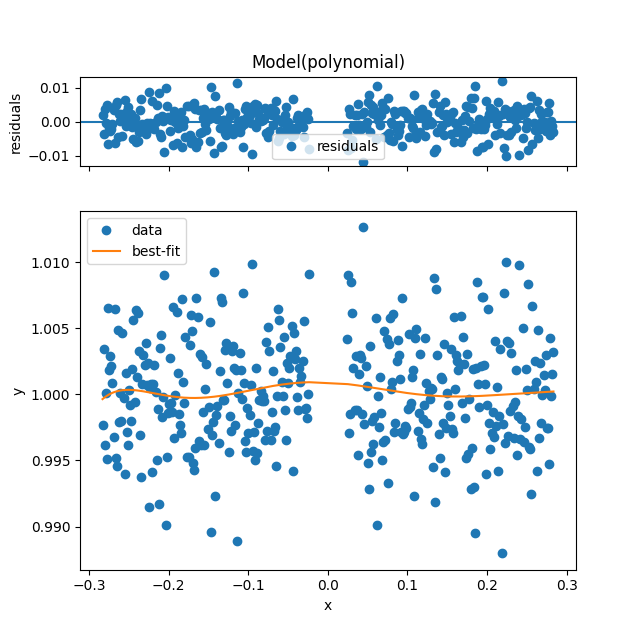 Model(polynomial)
0.01
0.00
−0.01
residuals
residuals
data
best-fit
1.010
1.005
1.000
0.995
0.990
y
−0.3 −0.2 −0.1 0.0 0.1 0.2 0.3
x